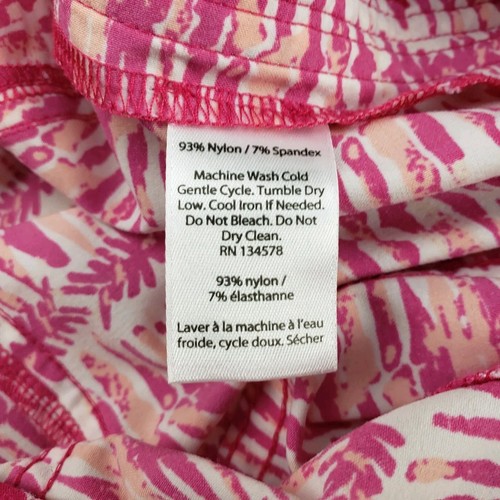 93% Nylon / 7% Spandex
Machine Wash Cold
Gentle Cycle. Tumble Dry
Low. Cool Iron If Needed.
Do Not Bleach. Do Not
Dry Clean.
RN 134578
93% nylon /
7% élasthanne
Laver à la machine à l'eau
froide, cycle doux. Sécher